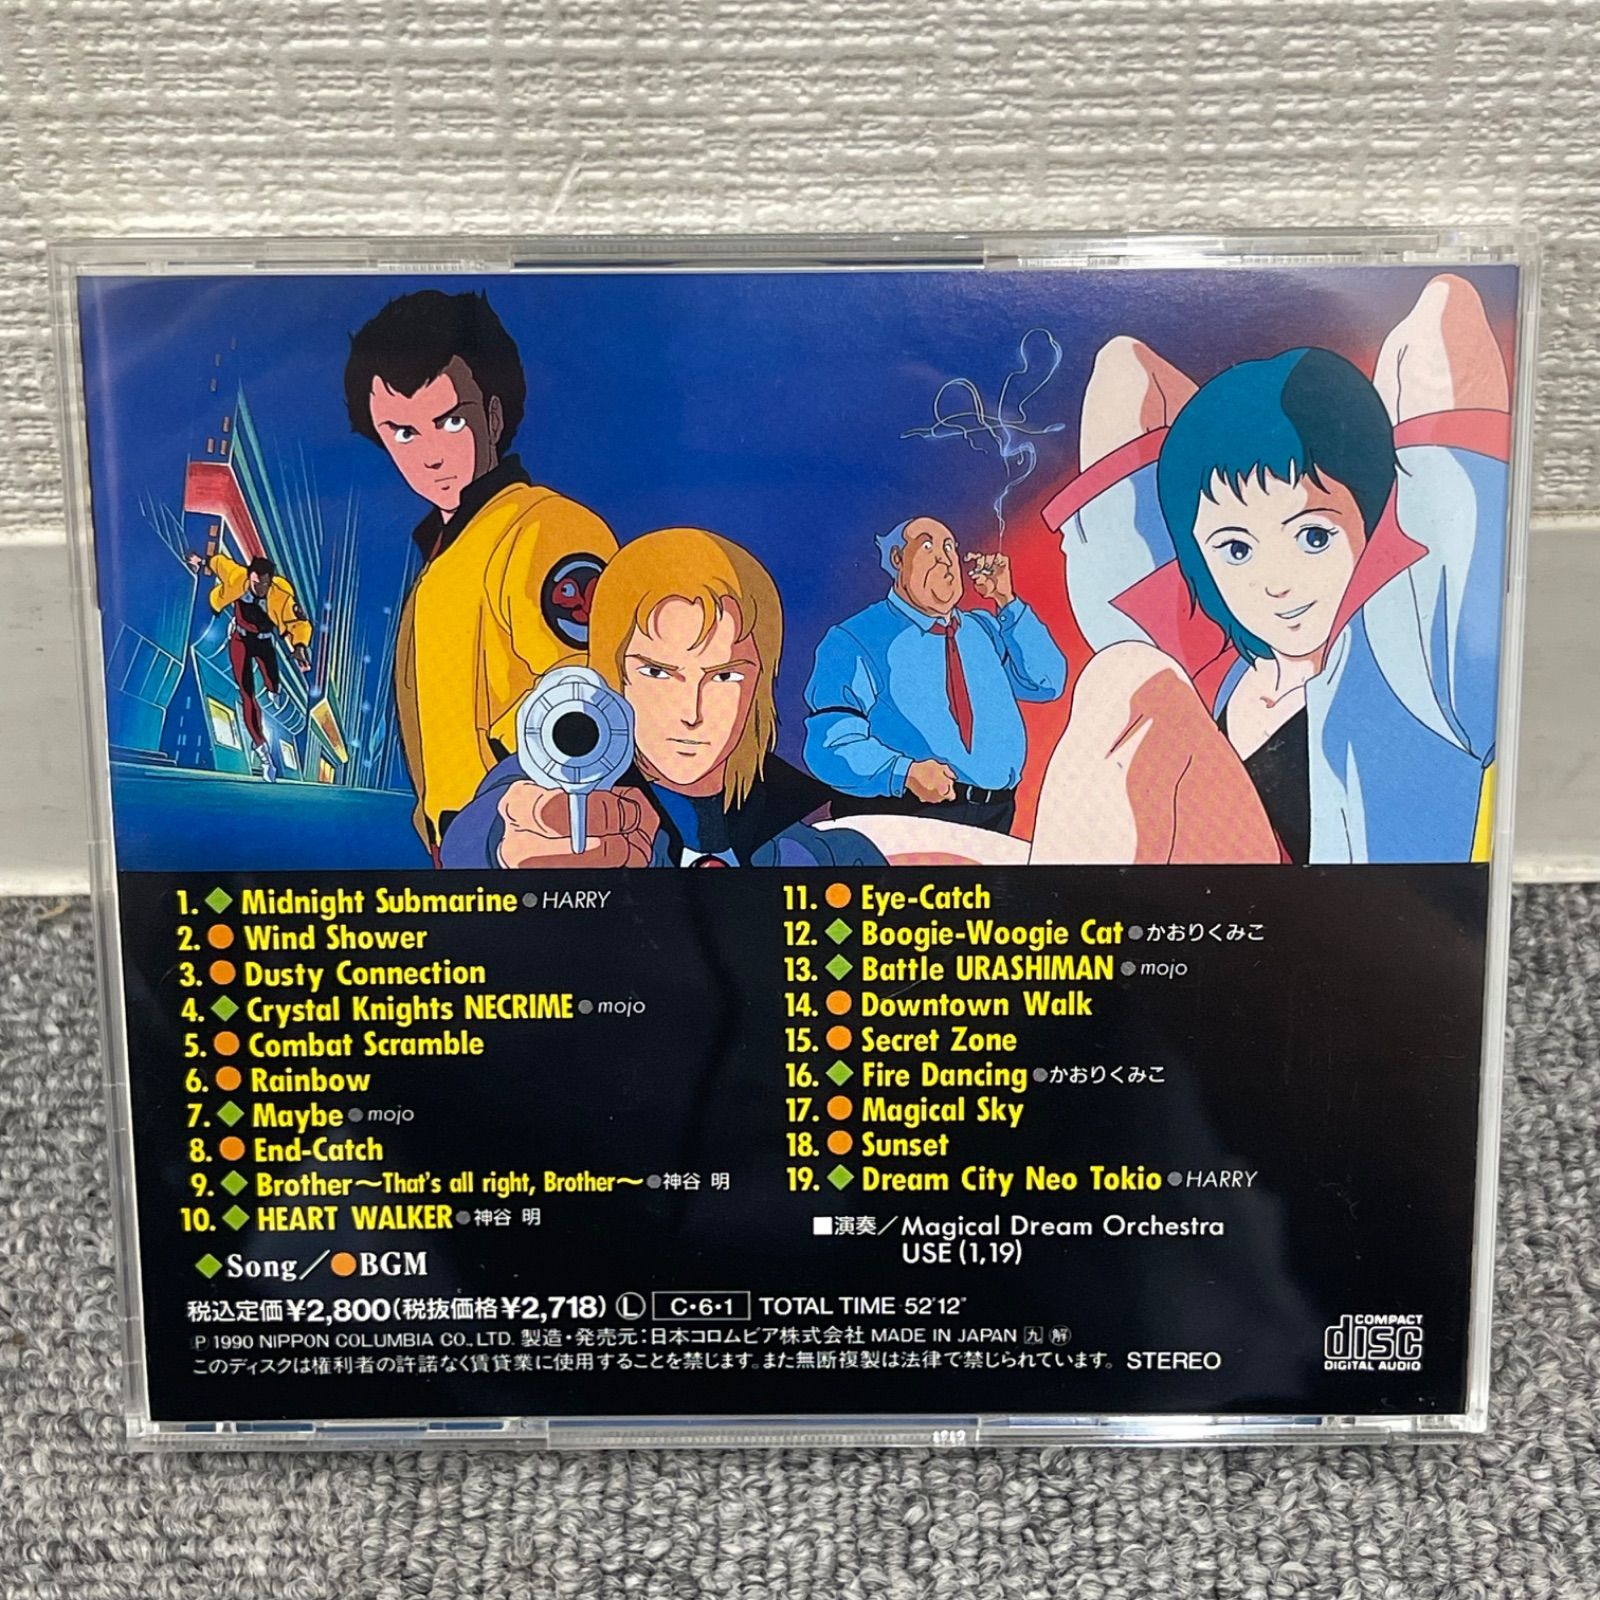 1. ◆ Midnight Submarine ●HARRY
2. ● Wind Shower
3. ● Dusty Connection
4. ◆ Crystal Knights NECRIME ●mojo
5. ● Combat Scramble
6. ● Rainbow
7. ◆ Maybe ●mojo
8. ● End-Catch
9. ◆ Brother〜That's all right, Brother〜●神谷 明
10. ◆ HEART WALKER ●神谷 明
◆Song／●BGM
11. ● Eye-Catch
12. ◆ Boogie-Woogie Cat ●かおりくみこ
13. ◆ Battle URASHIMAN ●mojo
14. ● Downtown Walk
15. ● Secret Zone
16. ◆ Fire Dancing ●かおりくみこ
17. ● Magical Sky
18. ● Sunset
19. ◆ Dream City Neo Tokio ●HARRY
■演奏／Magical Dream Orchestra
USE (1,19)
税込定価¥2,800(税抜価格¥2,718) Ⓛ C・6・1 TOTAL TIME 52'12"
Ⓟ1990 NIPPON COLUMBIA CO.,LTD. 製造・発売元：日本コロムビア株式会社 MADE IN JAPAN 九 解
このディスクは権利者の許諾なく賃貸業に使用することを禁じます。また無断複製は法律で禁じられています。 STEREO
COMPACT
disc
DIGITAL AUDIO